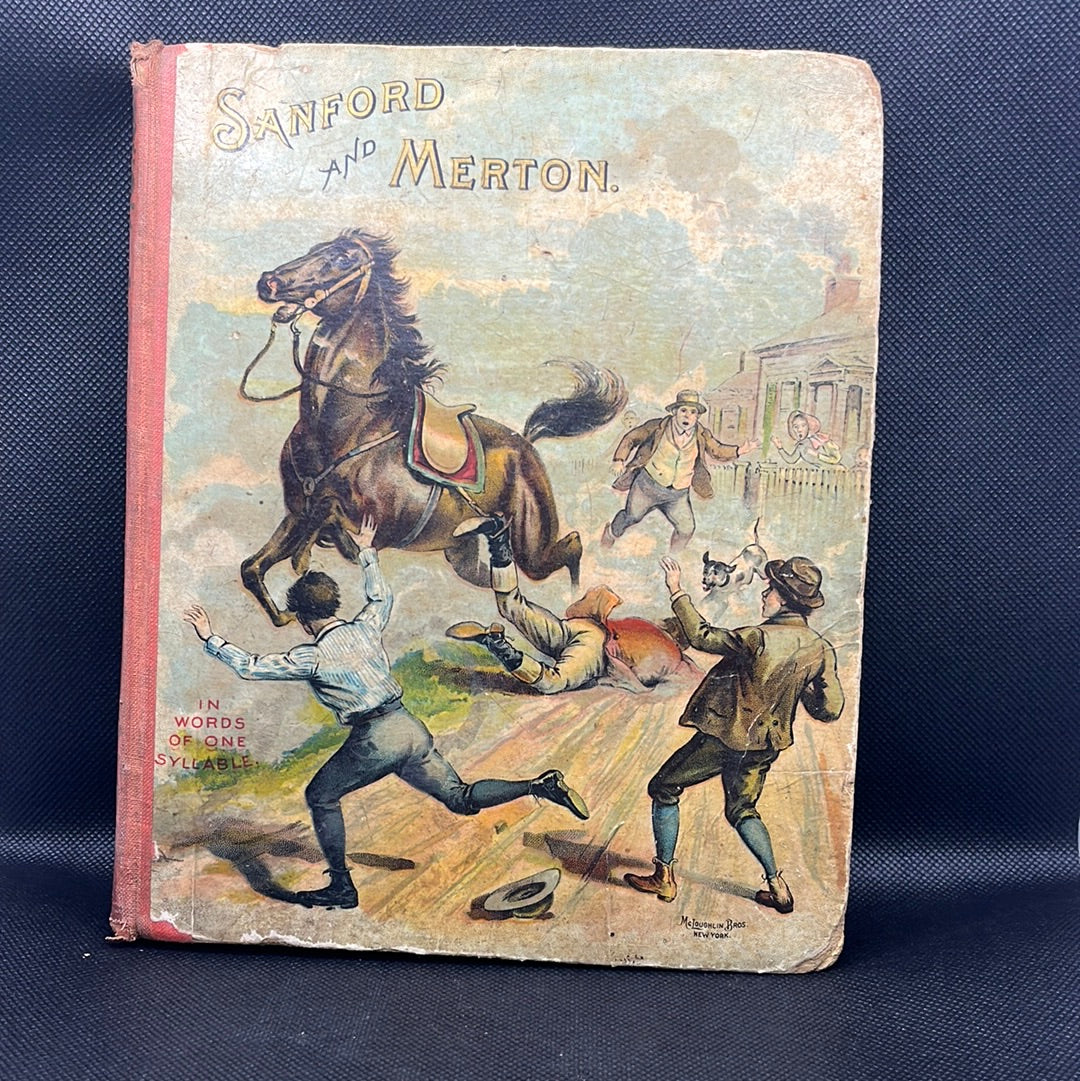 SANFORD
AND MERTON.
IN
WORDS
OF ONE
SYLLABLE.
MCLOUGHLIN, BROS.
NEW YORK.